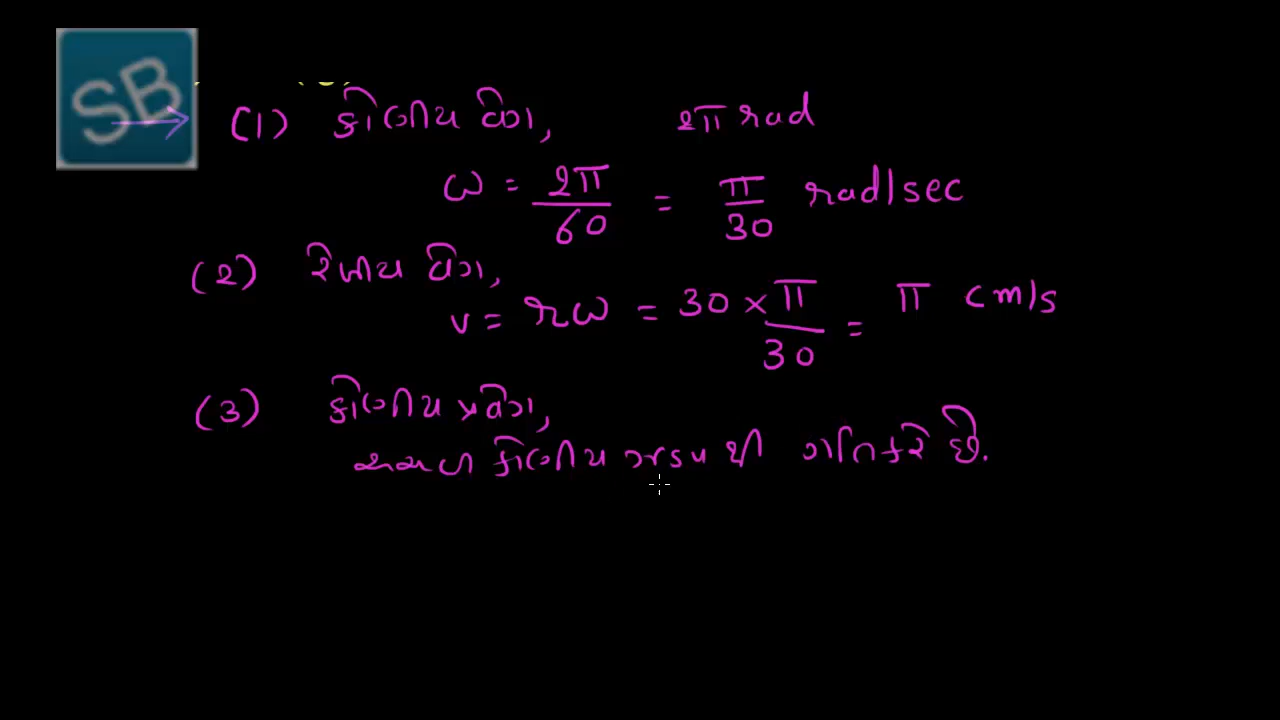 SB
(1) કોણીય વેગ, 2π rad
ω = 2π/60 = π/30 rad/sec
(2) રેખીય વેગ,
v = rω = 30 × π/30 = π cm/s
(3) કોણીય પ્રવેગ,
અચળ કોણીય ઝડપ થી ગતિ કરે છે.